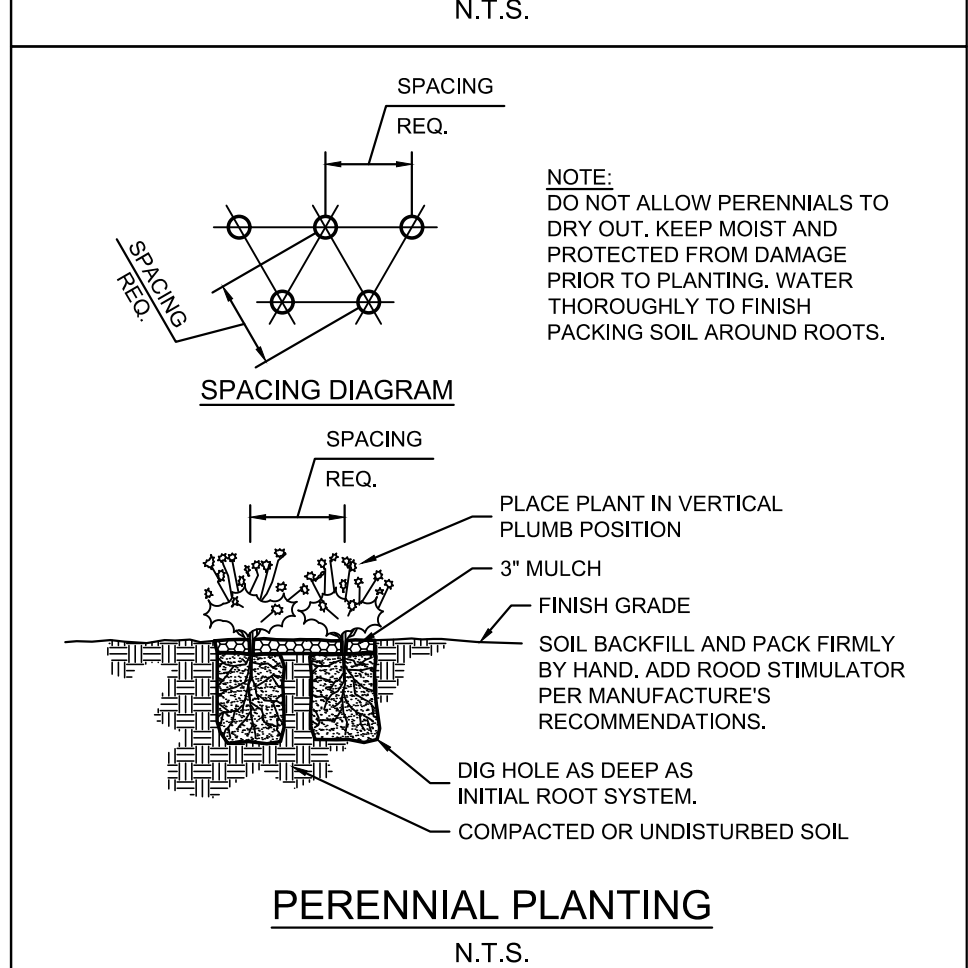 N.T.S.
SPACING
REQ.
NOTE:
DO NOT ALLOW PERENNIALS TO
DRY OUT. KEEP MOIST AND
PROTECTED FROM DAMAGE
PRIOR TO PLANTING. WATER
THOROUGHLY TO FINISH
PACKING SOIL AROUND ROOTS.
SPACING
REQ.
SPACING DIAGRAM
SPACING
REQ.
PLACE PLANT IN VERTICAL
PLUMB POSITION
3" MULCH
FINISH GRADE
SOIL BACKFILL AND PACK FIRMLY
BY HAND. ADD ROOD STIMULATOR
PER MANUFACTURE'S
RECOMMENDATIONS.
DIG HOLE AS DEEP AS
INITIAL ROOT SYSTEM.
COMPACTED OR UNDISTURBED SOIL
PERENNIAL PLANTING
N.T.S.